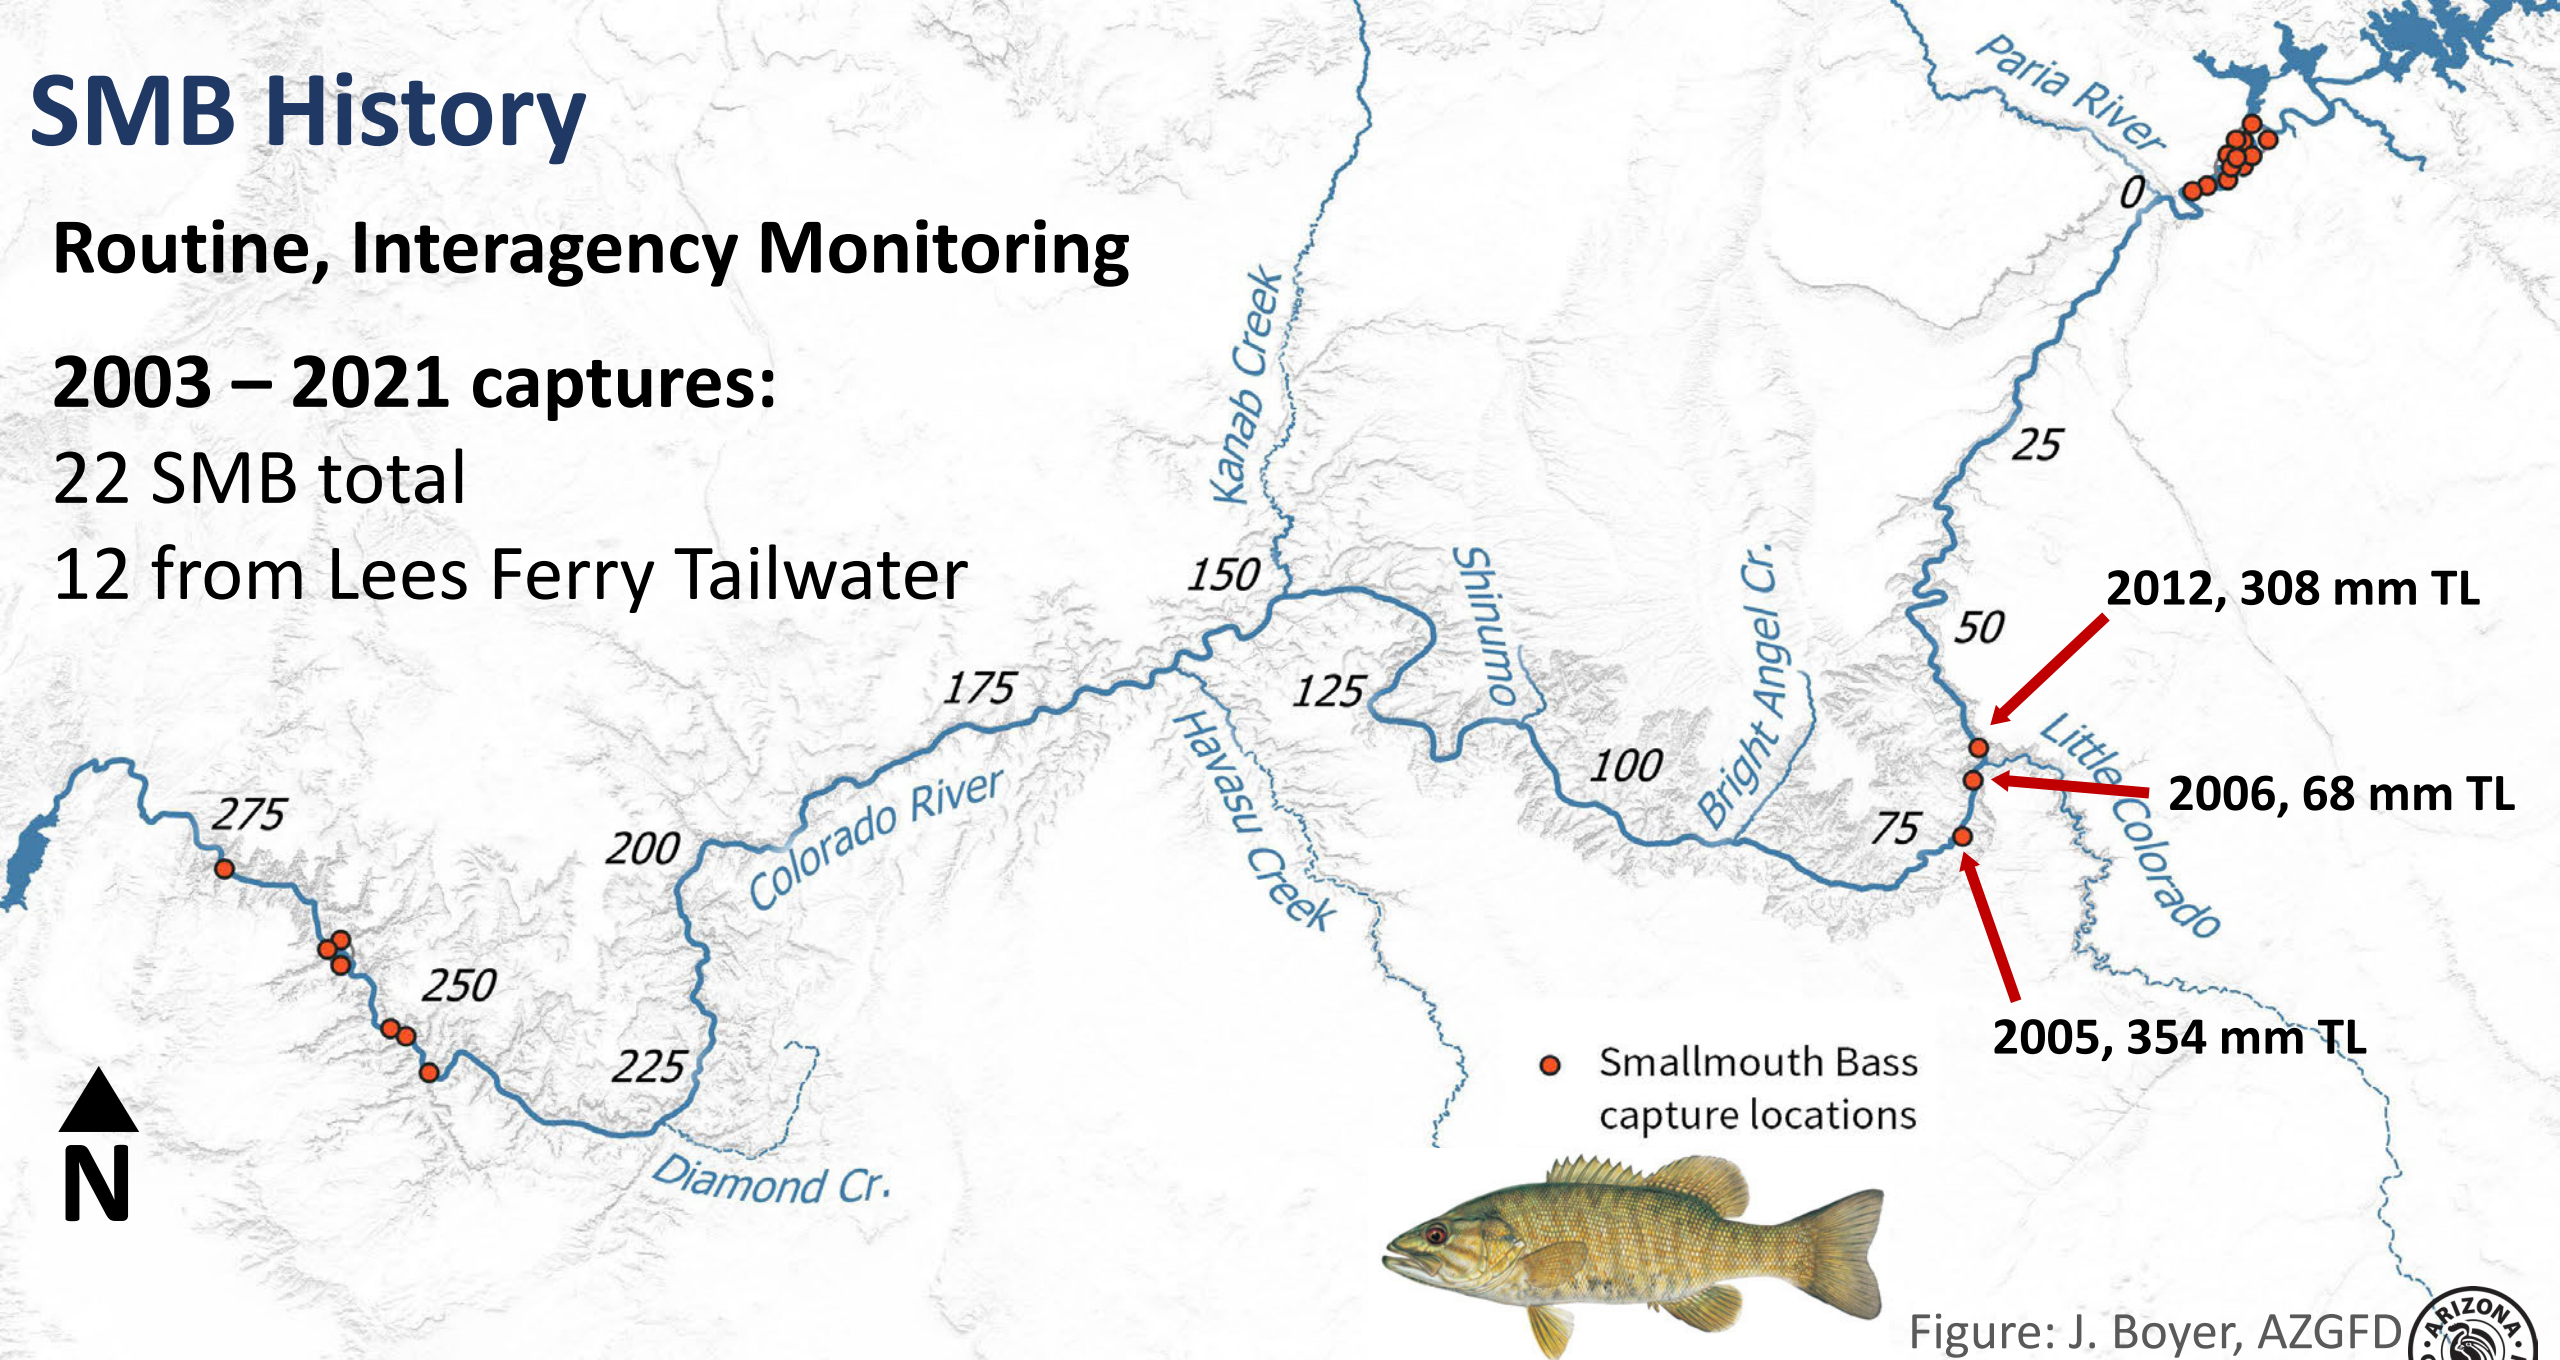 SMB History
Routine, Interagency Monitoring
2003 – 2021 captures:
22 SMB total
12 from Lees Ferry Tailwater
Paria River
0
25
50
Kanab Creek
150
Shinumo
Bright Angel Cr.
2012, 308 mm TL
175
125
100
Havasu Creek
Little Colorado
2006, 68 mm TL
75
275
200
Colorado River
250
225
2005, 354 mm TL
Smallmouth Bass
capture locations
N
Diamond Cr.
Figure: J. Boyer, AZGFD
ARIZONA